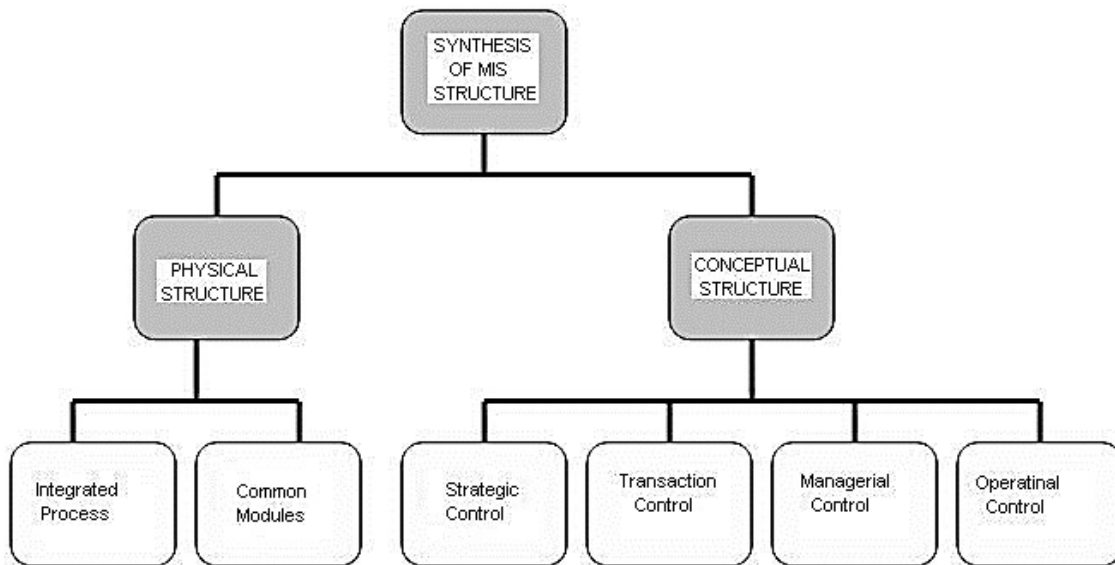 SYNTHESIS
OF MIS
STRUCTURE
PHYSICAL
STRUCTURE
CONCEPTUAL
STRUCTURE
Integrated
Process
Common
Modules
Strategic
Control
Transaction
Control
Managerial
Control
Operatinal
Control